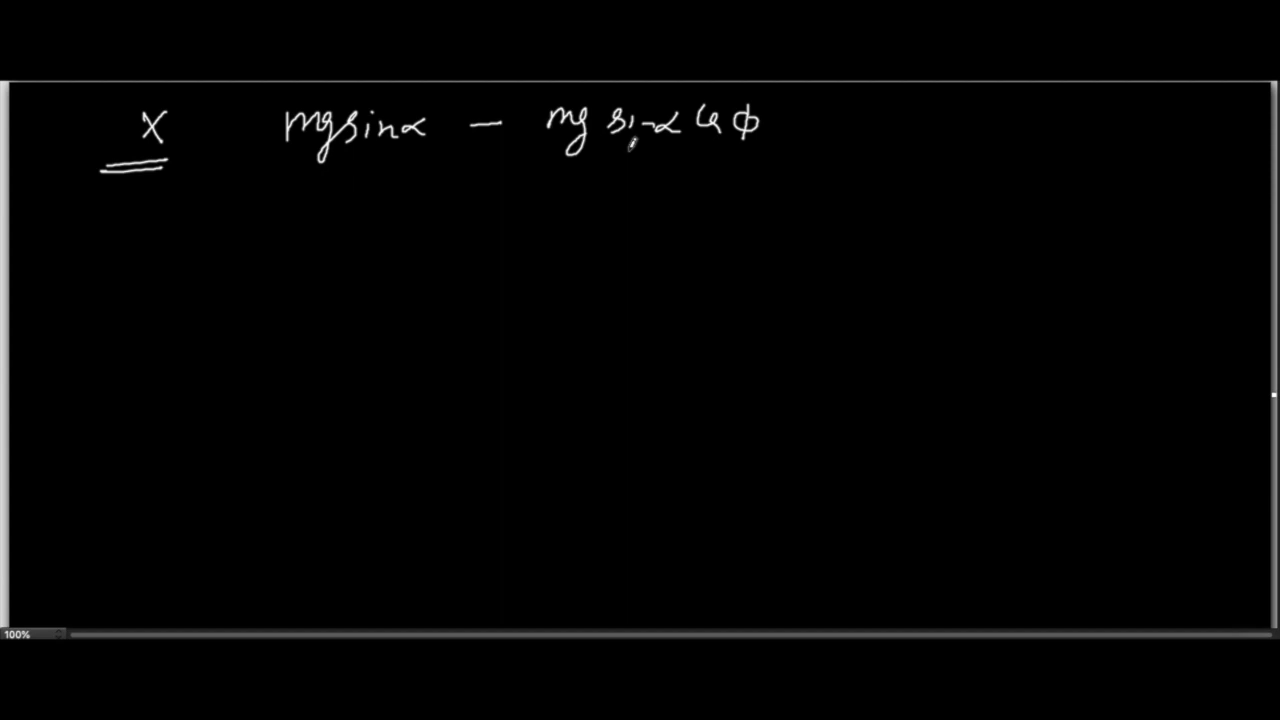 X mg sinα — mg sinα cos ϕ
100%